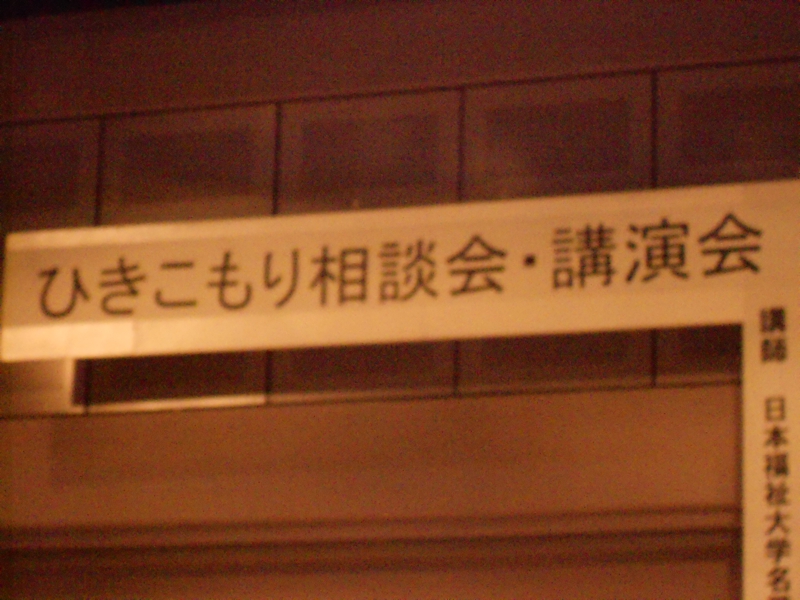 ひきこもり相談会・講演会
講師 日本福祉大学名